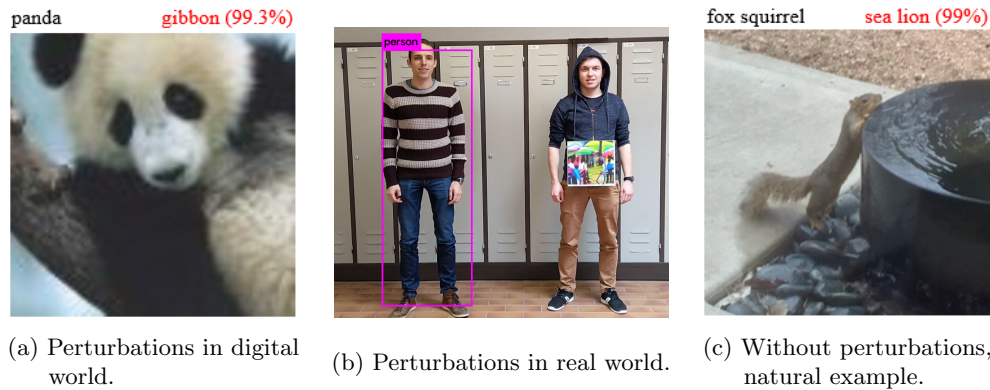 panda gibbon (99.3%)
person
fox squirrel sea lion (99%)
(a) Perturbations in digital
world.
(b) Perturbations in real world.
(c) Without perturbations,
natural example.